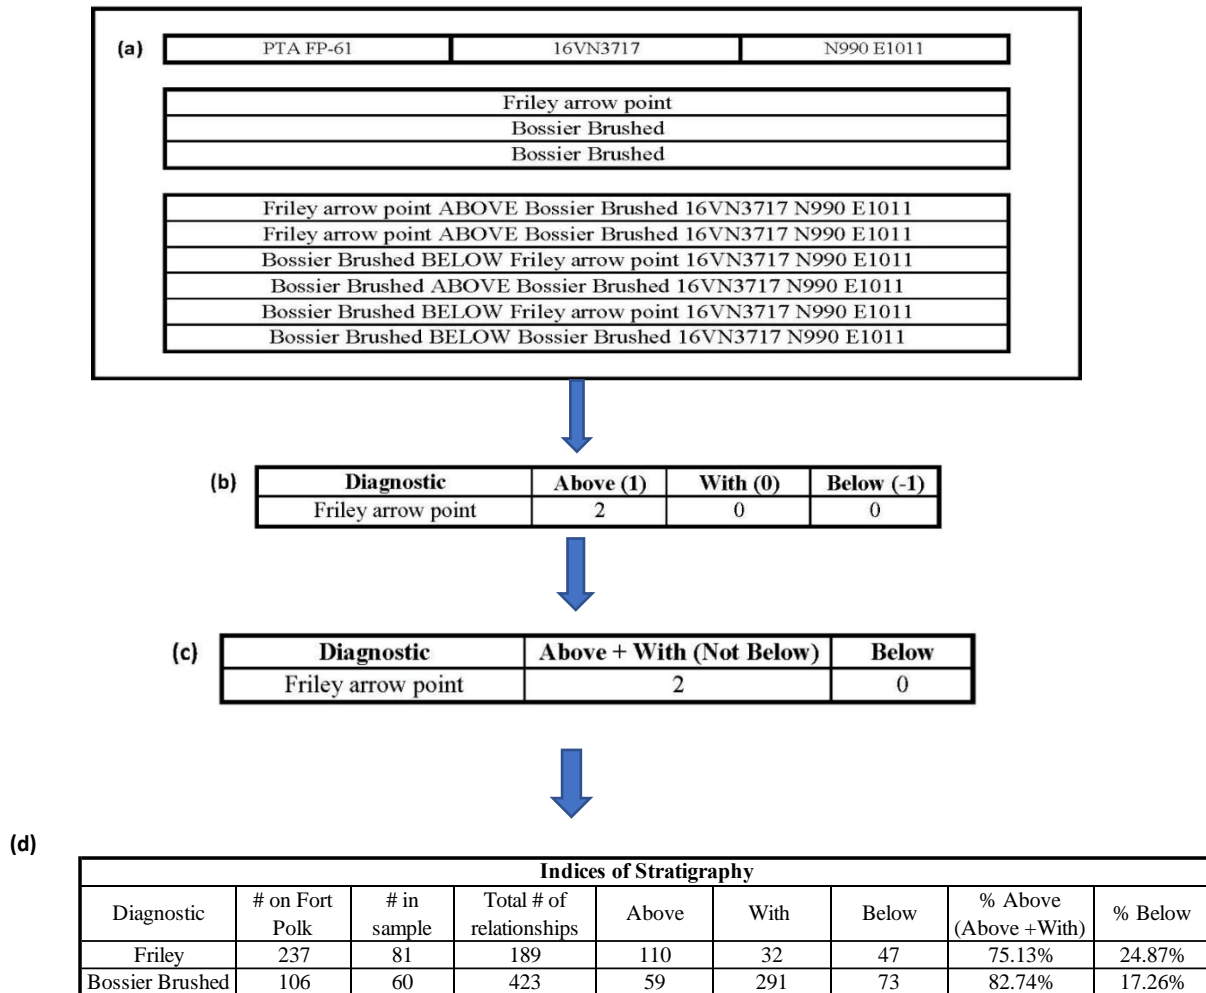 (a) PTA FP-61 16VN3717 N990 E1011
Friley arrow point
Bossier Brushed
Bossier Brushed
Friley arrow point ABOVE Bossier Brushed 16VN3717 N990 E1011
Friley arrow point ABOVE Bossier Brushed 16VN3717 N990 E1011
Bossier Brushed BELOW Friley arrow point 16VN3717 N990 E1011
Bossier Brushed ABOVE Bossier Brushed 16VN3717 N990 E1011
Bossier Brushed BELOW Friley arrow point 16VN3717 N990 E1011
Bossier Brushed BELOW Bossier Brushed 16VN3717 N990 E1011
(b) Diagnostic Above (1) With (0) Below (-1)
Friley arrow point 2 0 0
(c) Diagnostic Above + With (Not Below) Below
Friley arrow point 2 0
(d)
Indices of Stratigraphy
Diagnostic # on Fort Polk # in sample Total # of relationships Above With Below % Above (Above +With) % Below
Friley 237 81 189 110 32 47 75.13% 24.87%
Bossier Brushed 106 60 423 59 291 73 82.74% 17.26%